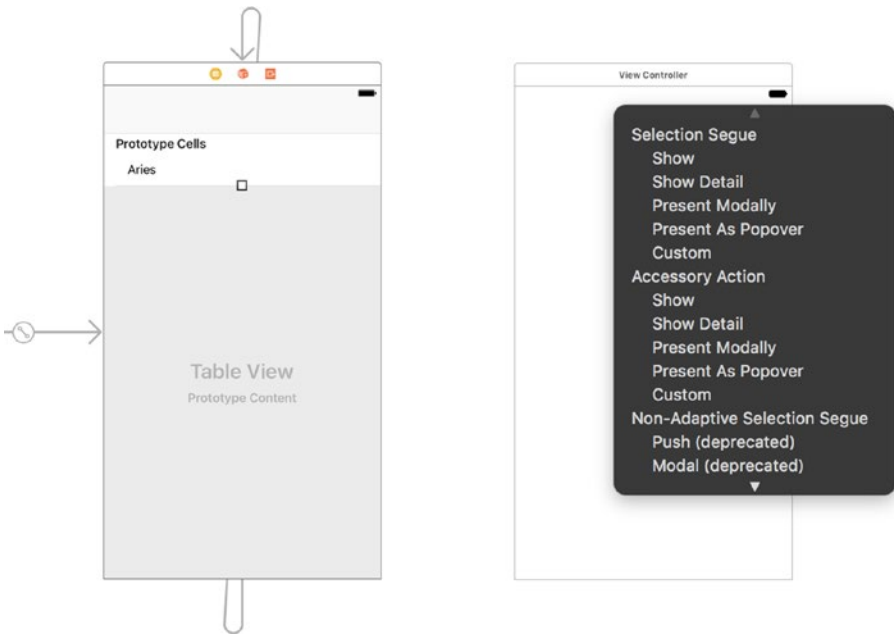 Prototype Cells
Aries
Table View
Prototype Content
View Controller
Selection Segue
Show
Show Detail
Present Modally
Present As Popover
Custom
Accessory Action
Show
Show Detail
Present Modally
Present As Popover
Custom
Non-Adaptive Selection Segue
Push (deprecated)
Modal (deprecated)